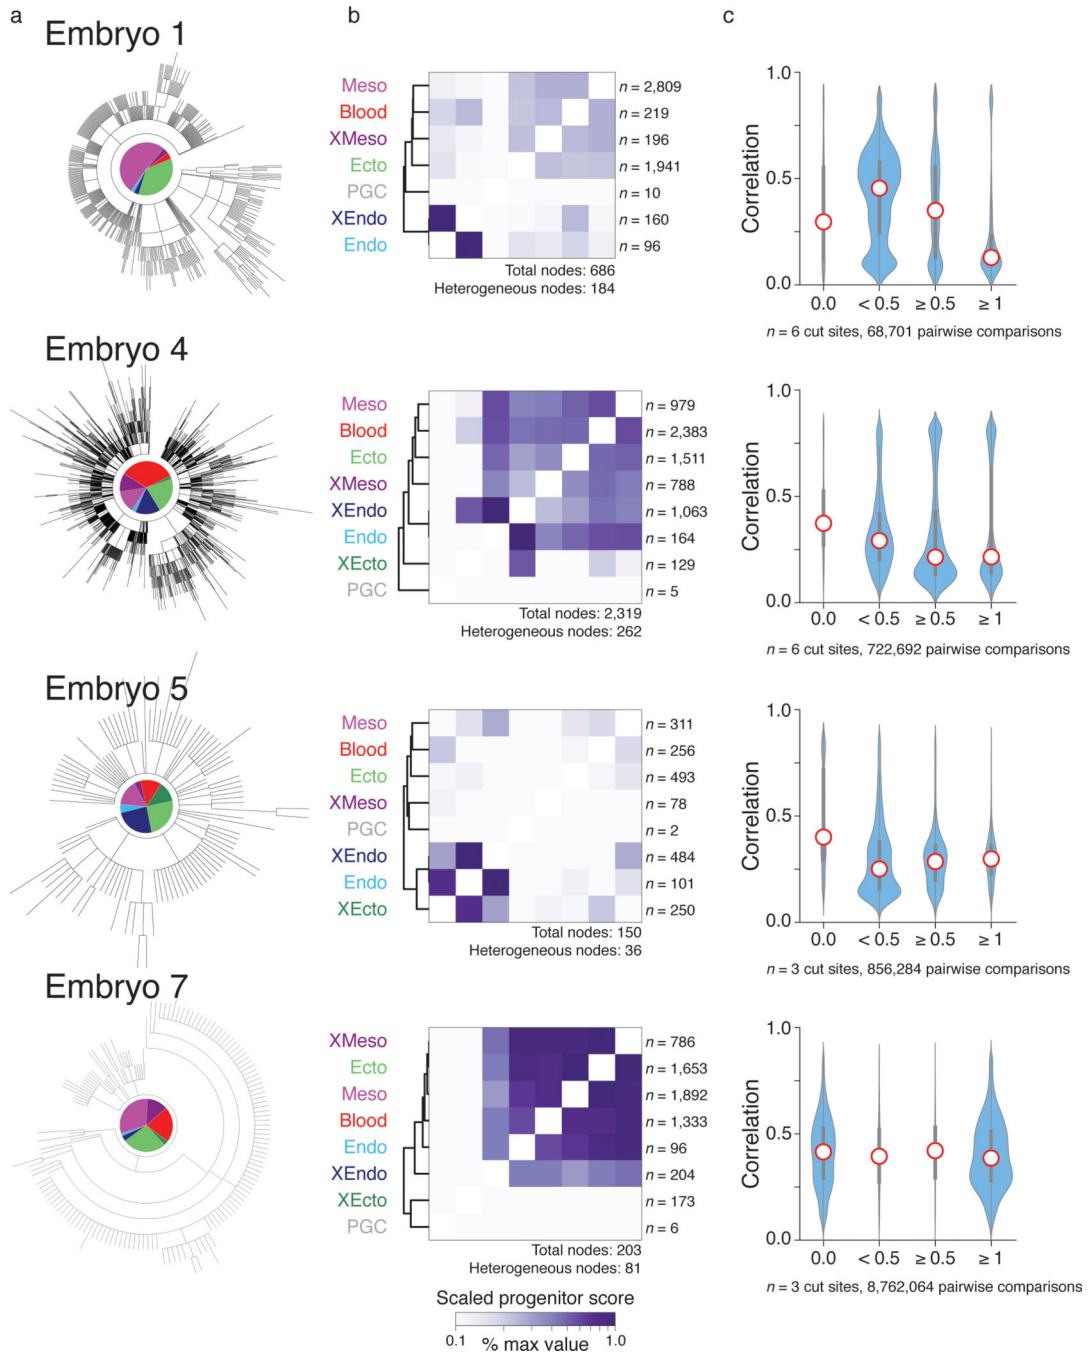 a
b
c
Embryo 1
Meso
Blood
XMeso
Ecto
PGC
XEndo
Endo
n = 2,809
n = 219
n = 196
n = 1,941
n = 10
n = 160
n = 96
Total nodes: 686
Heterogeneous nodes: 184
Correlation
1.0
0.5
0.0
0.0 < 0.5 ≥ 0.5 ≥ 1
n = 6 cut sites, 68,701 pairwise comparisons
Embryo 4
Meso
Blood
Ecto
XMeso
XEndo
Endo
XEcto
PGC
n = 979
n = 2,383
n = 1,511
n = 788
n = 1,063
n = 164
n = 129
n = 5
Total nodes: 2,319
Heterogeneous nodes: 262
Correlation
1.0
0.5
0.0
0.0 < 0.5 ≥ 0.5 ≥ 1
n = 6 cut sites, 722,692 pairwise comparisons
Embryo 5
Meso
Blood
Ecto
XMeso
PGC
XEndo
Endo
XEcto
n = 311
n = 256
n = 493
n = 78
n = 2
n = 484
n = 101
n = 250
Total nodes: 150
Heterogeneous nodes: 36
Correlation
1.0
0.5
0.0
0.0 < 0.5 ≥ 0.5 ≥ 1
n = 3 cut sites, 856,284 pairwise comparisons
Embryo 7
XMeso
Ecto
Meso
Blood
Endo
XEndo
XEcto
PGC
n = 786
n = 1,653
n = 1,892
n = 1,333
n = 96
n = 204
n = 173
n = 6
Total nodes: 203
Heterogeneous nodes: 81
Correlation
1.0
0.5
0.0
0.0 < 0.5 ≥ 0.5 ≥ 1
n = 3 cut sites, 8,762,064 pairwise comparisons
Scaled progenitor score
0.1 % max value 1.0